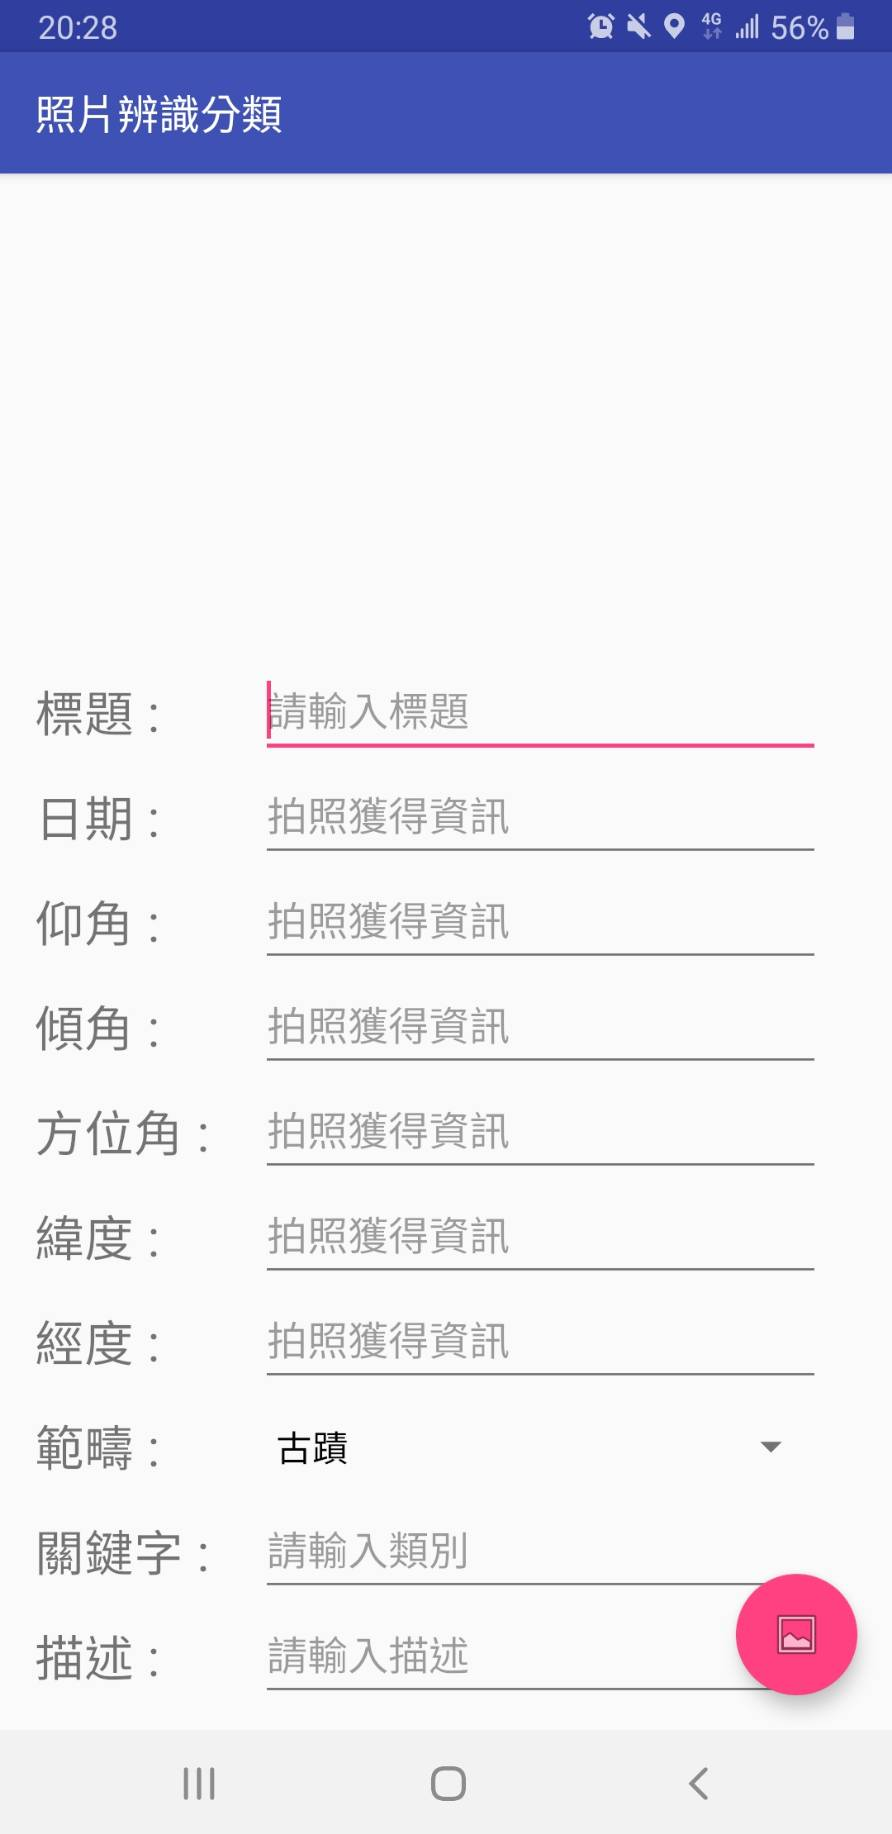 20:28 4G 56%
照片辨識分類
標題： 請輸入標題
日期： 拍照獲得資訊
仰角： 拍照獲得資訊
傾角： 拍照獲得資訊
方位角： 拍照獲得資訊
緯度： 拍照獲得資訊
經度： 拍照獲得資訊
範疇： 古蹟
關鍵字： 請輸入類別
描述： 請輸入描述